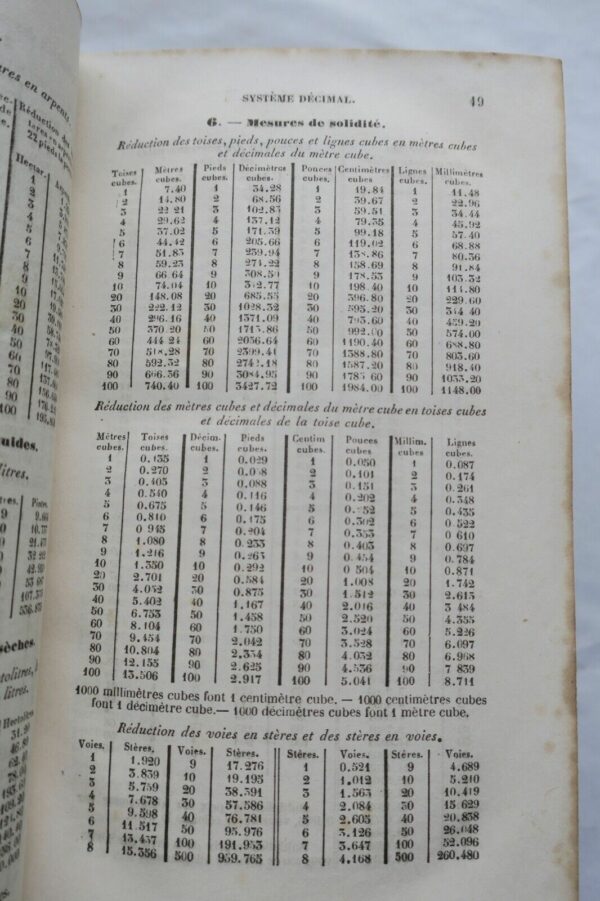 SYSTÈME DÉCIMAL. 49
6. — Mesures de solidité.
Réduction des toises, pieds, pouces et lignes cubes en mètres cubes
et décimales du mètre cube.
Toises cubes. Mètres cubes. Pieds cubes. Décimètres cubes. Pouces cubes. Centimètres cubes. Lignes cubes. Millimètres cubes.
1 7.40 1 34.28 1 19.84 1 11.48
2 14.80 2 68.56 2 39.67 2 22.96
3 22 21 3 102.83 3 59.51 3 34.44
4 29.62 4 137.12 4 79.35 4 45.92
5 37.02 5 171.39 5 99.18 5 57.40
6 44.42 6 205.66 6 119.02 6 68.88
7 51.83 7 239.94 7 138.86 7 80.36
8 59.23 8 274.22 8 158.69 8 91.84
9 66 64 9 308.50 9 178.53 9 103.32
10 74.04 10 342.77 10 198.40 10 114.80
20 148.08 20 685.55 20 396.80 20 229.60
30 222.12 30 1028.32 30 595.20 30 344 40
40 296.16 40 1371.09 40 793.60 40 459.20
50 370.20 50 1713.86 50 992.00 50 574.00
60 444 24 60 2056.64 60 1190.40 60 688.80
70 518.28 70 2399.41 70 1388.80 70 803.60
80 592.32 80 2742.18 80 1587.20 80 918.40
90 666.36 90 3084.95 90 1785 60 90 1033.20
100 740.40 100 3427.72 100 1984.00 100 1148.00
Réduction des mètres cubes et décimales du mètre cube en toises cubes
et décimales de la toise cube.
Mètres cubes. Toises cubes. Décim. cubes. Pieds cubes. Centim cubes. Pouces cubes. Millim. cubes. Lignes cubes.
1 0.135 1 0.029 1 0.050 1 0.087
2 0.270 2 2 0.101 2 0.174
3 0.405 3 0.088 3 0.151 3 0.261
4 0.540 4 0.116 4 0.202 4 0.348
5 0.675 5 0.146 5 0.252 5 0.435
6 0.810 6 0.175 6 0.302 6 0.522
7 0 945 7 0.204 7 0.353 7 0.610
8 1.080 8 0.233 8 0.403 8 0.697
9 1.216 9 0.263 9 0.454 9 0.784
10 1.350 10 0.292 10 0 504 10 0.871
20 2.701 20 0.584 20 1.008 20 1.742
30 4.052 30 0.875 30 1.512 30 2.613
40 5.402 40 1.167 40 2.016 40 3 484
50 6.753 50 1.458 50 2.520 50 4.355
60 8.104 60 1.750 60 3.024 60 5.226
70 9.454 70 2.042 70 3.528 70 6.097
80 10.804 80 2.334 80 4.032 80 6.968
90 12.155 90 2.625 90 4.536 90 7 839
100 13.506 100 2.917 100 5.041 100 8.711
1000 millimètres cubes font 1 centimètre cube. — 1000 centimètres cubes
font 1 décimètre cube.— 1000 décimètres cubes font 1 mètre cube.
Réduction des voies en stères et des stères en voies.
Voies. Stères. Voies. Stères. Stères. Voies. Stères. Voies.
1 1.920 9 17.276 1 0.521 9 4.689
2 3.839 10 19.195 2 1.012 10 5.210
3 5.759 20 38.391 3 1.563 20 10.419
4 7.678 30 57.586 4 2.084 30 15 629
5 9.598 40 76.781 5 2.605 40 20.838
6 11.517 50 95.976 6 3.126 50 26.048
7 13.437 100 191.953 7 3.647 100 52.096
8 15.356 500 959.765 8 4.168 500 260.480